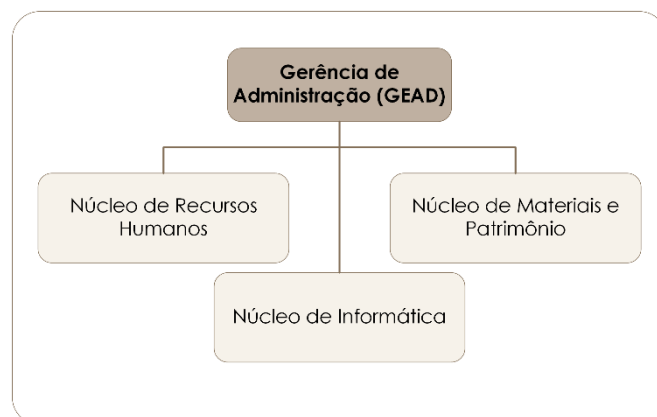 Gerência de
Administração (GEAD)
Núcleo de Recursos
Humanos
Núcleo de Materiais e
Patrimônio
Núcleo de Informática